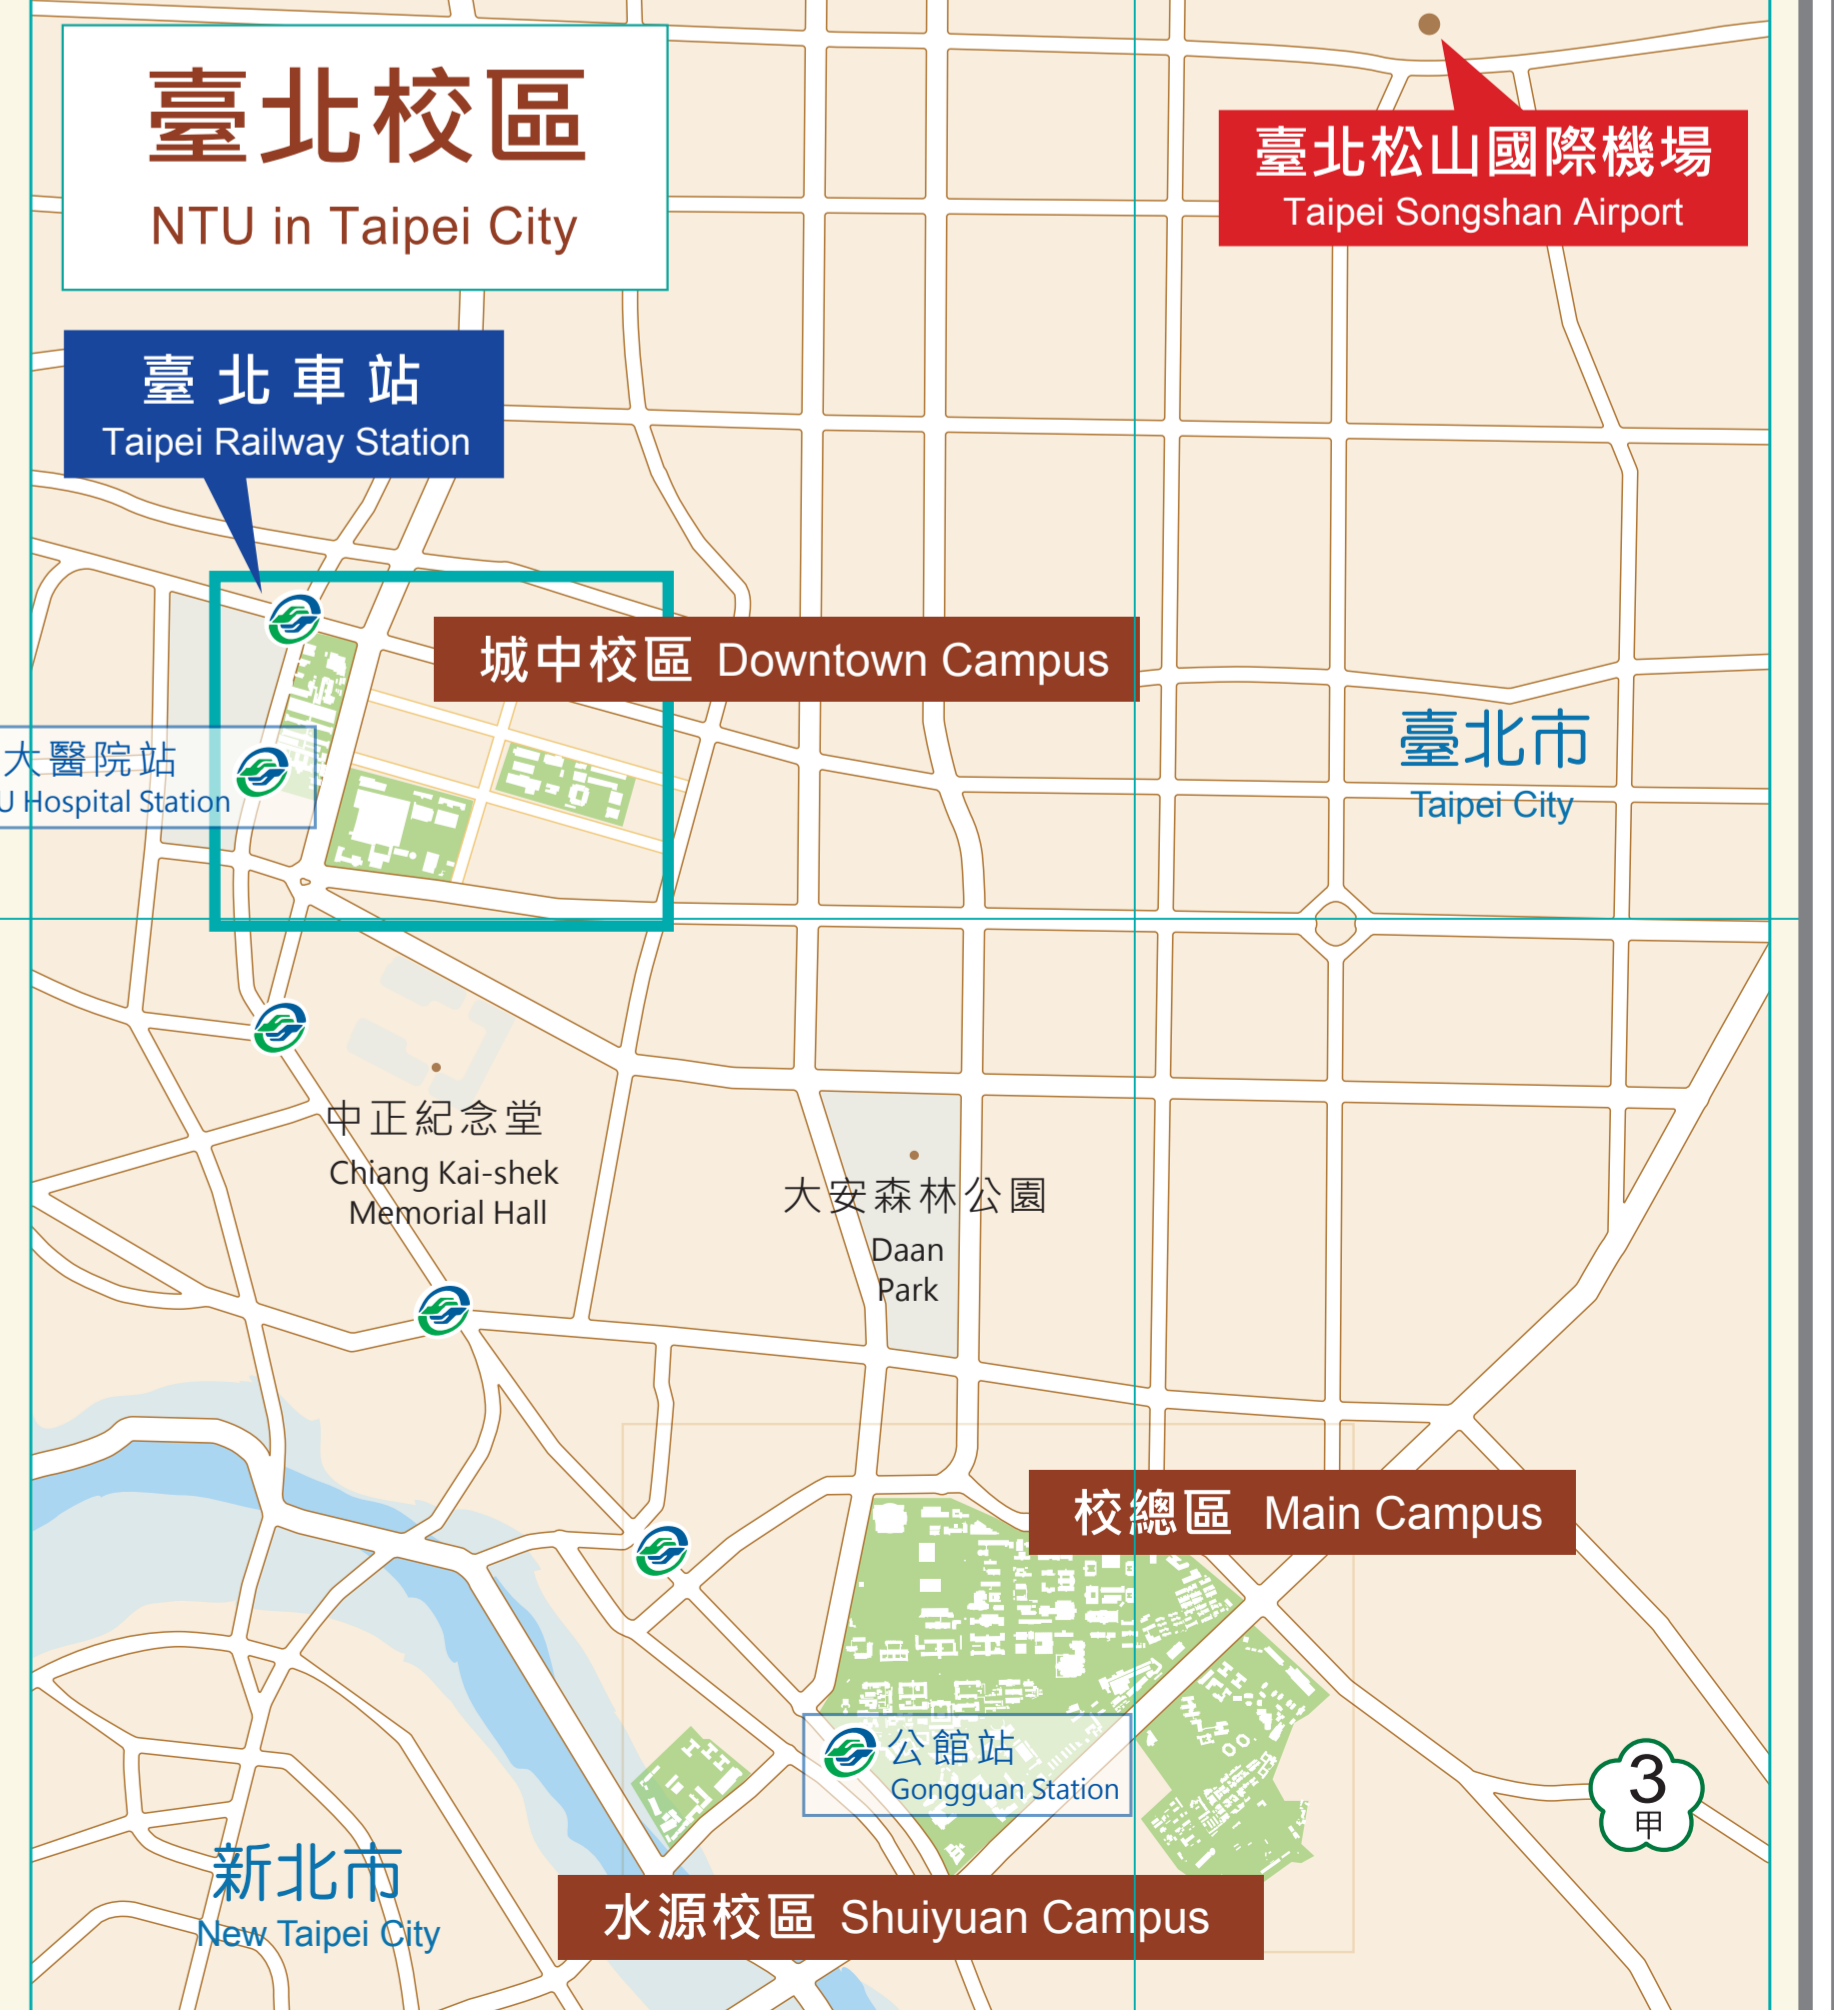 臺北校區
NTU in Taipei City
臺北松山國際機場
Taipei Songshan Airport
臺北車站
Taipei Railway Station
城中校區 Downtown Campus
大醫院站
U Hospital Station
臺北市
Taipei City
中正紀念堂
Chiang Kai-shek
Memorial Hall
大安森林公園
Daan
Park
校總區 Main Campus
公館站
Gongguan Station
3
甲
新北市
New Taipei City
水源校區 Shuiyuan Campus